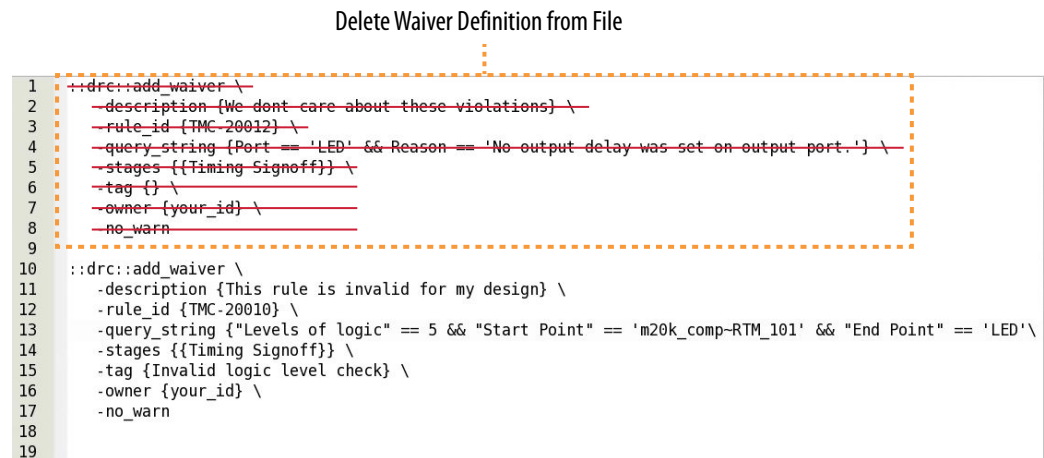 Delete Waiver Definition from File
1 ::drc::add_waiver \
2 -description {We dont care about these violations} \
3 -rule_id {TMC-20012} \
4 -query_string {Port == 'LED' && Reason == 'No output delay was set on output port.'} \
5 -stages {{Timing Signoff}} \
6 -tag {} \
7 -owner {your_id} \
8 -no_warn
9
10 ::drc::add_waiver \
11 -description {This rule is invalid for my design} \
12 -rule_id {TMC-20010} \
13 -query_string {"Levels of logic" == 5 && "Start Point" == 'm20k_comp~RTM_101' && "End Point" == 'LED'\
14 -stages {{Timing Signoff}} \
15 -tag {Invalid logic level check} \
16 -owner {your_id} \
17 -no_warn
18
19